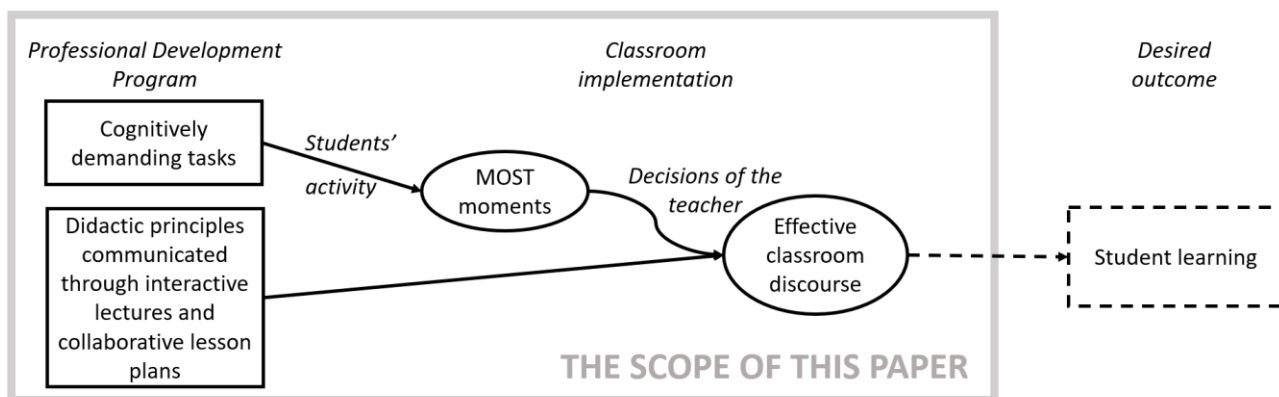 Professional Development
Program
Classroom
implementation
Desired
outcome
Cognitively
demanding tasks
Students’
activity
MOST
moments
Decisions of the
teacher
Didactic principles
communicated
through interactive
lectures and
collaborative lesson
plans
Effective
classroom
discourse
Student learning
THE SCOPE OF THIS PAPER